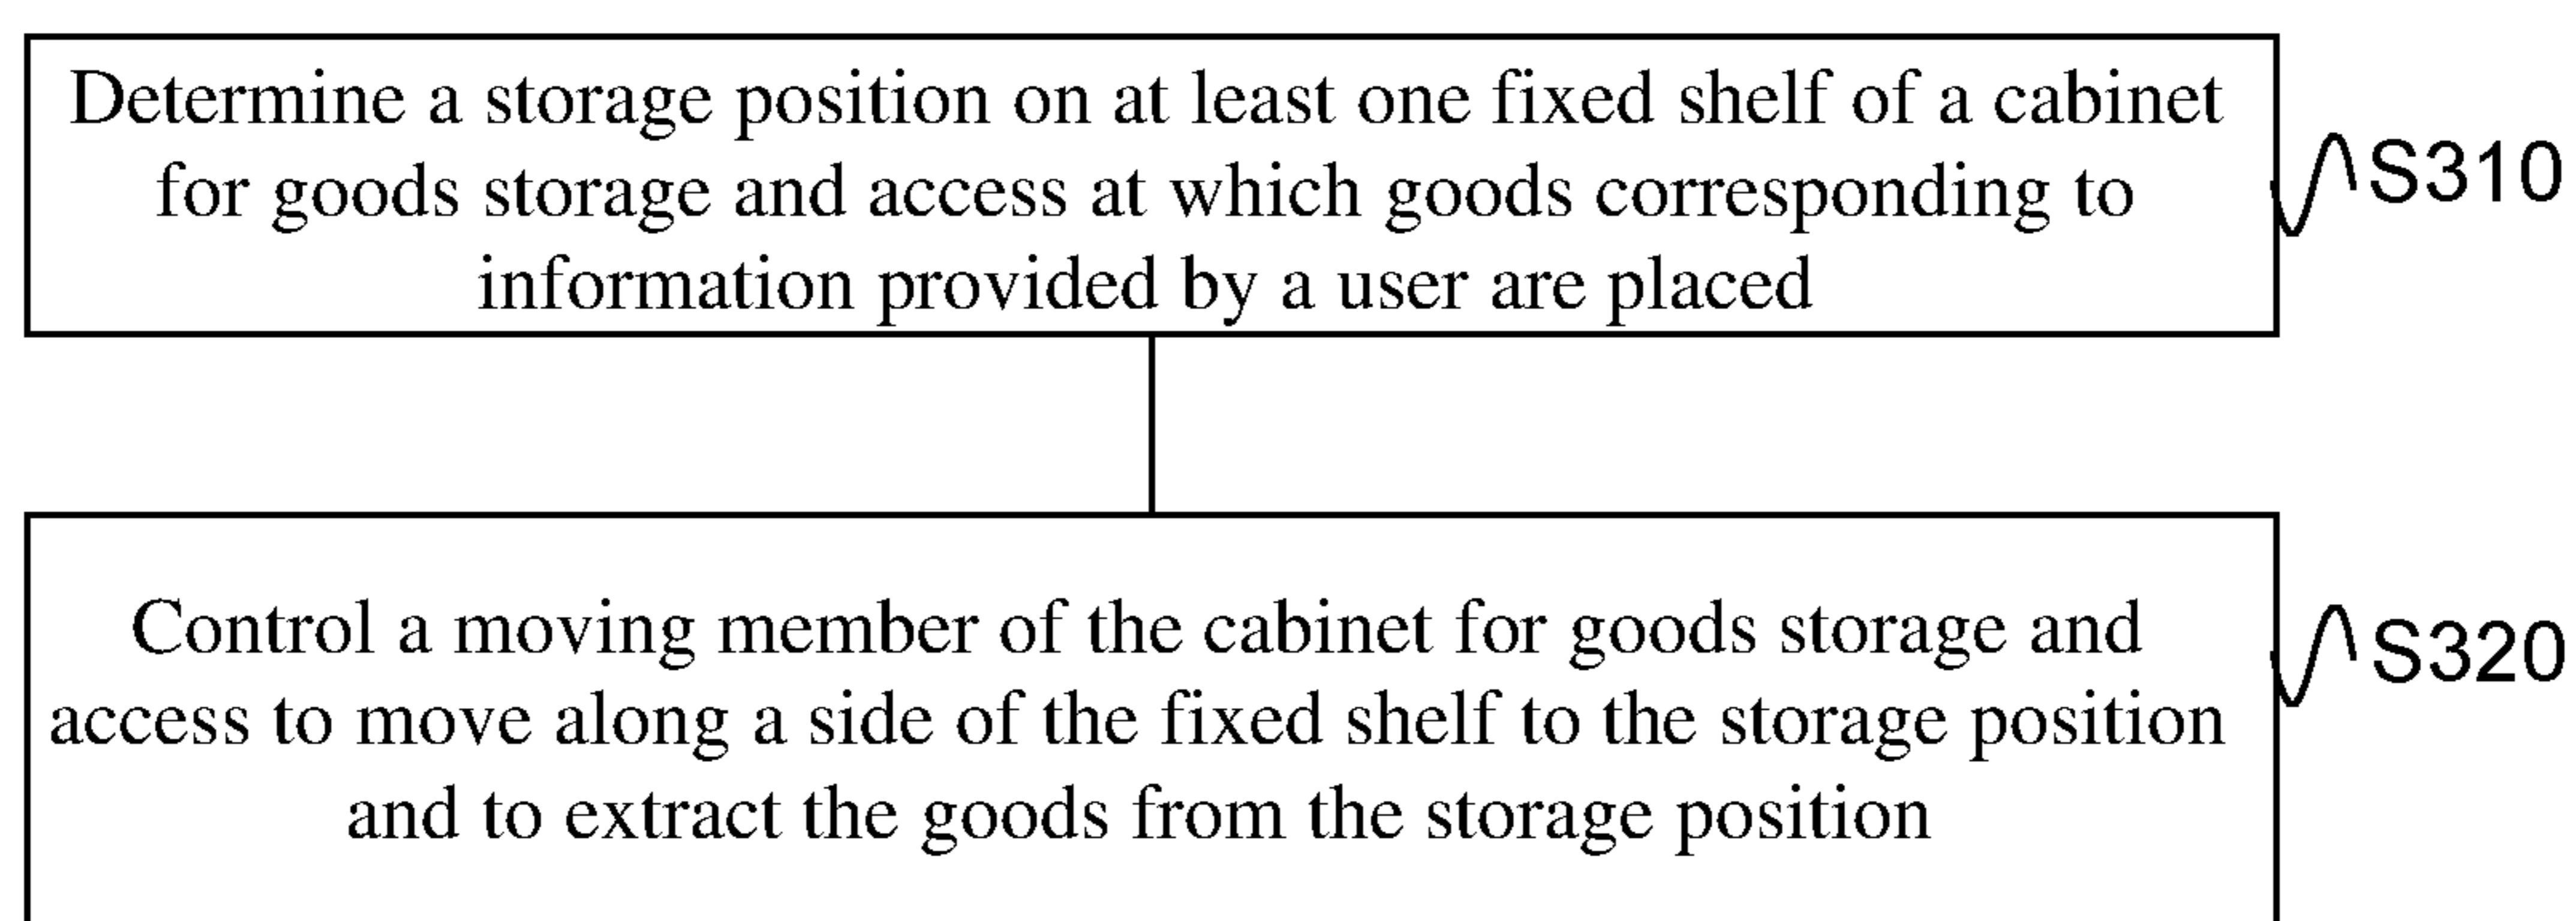 Determine a storage position on at least one fixed shelf of a cabinet
for goods storage and access at which goods corresponding to
information provided by a user are placed
S310
Control a moving member of the cabinet for goods storage and
access to move along a side of the fixed shelf to the storage position
and to extract the goods from the storage position
S320